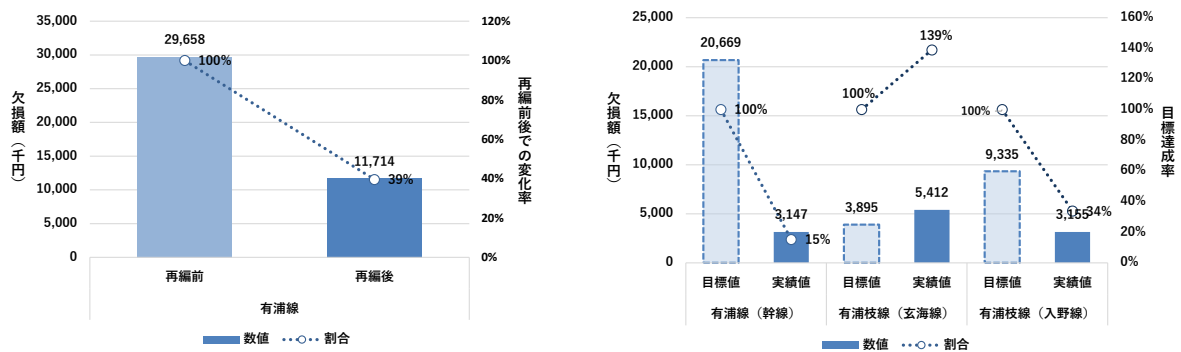 35,000
30,000
25,000
20,000
15,000
10,000
5,000
0
欠損額（千円）
29,658
100%
11,714
39%
120%
100%
80%
60%
40%
20%
0%
再編前後での変化率
再編前
再編後
有浦線
数値
割合
25,000
20,000
15,000
10,000
5,000
0
欠損額（千円）
20,669
100%
3,147
15%
100%
3,895
139%
5,412
100%
9,335
3,155
34%
160%
140%
120%
100%
80%
60%
40%
20%
0%
目標達成率
目標値
実績値
目標値
実績値
目標値
実績値
有浦線（幹線）
有浦枝線（玄海線）
有浦枝線（入野線）
数値
割合